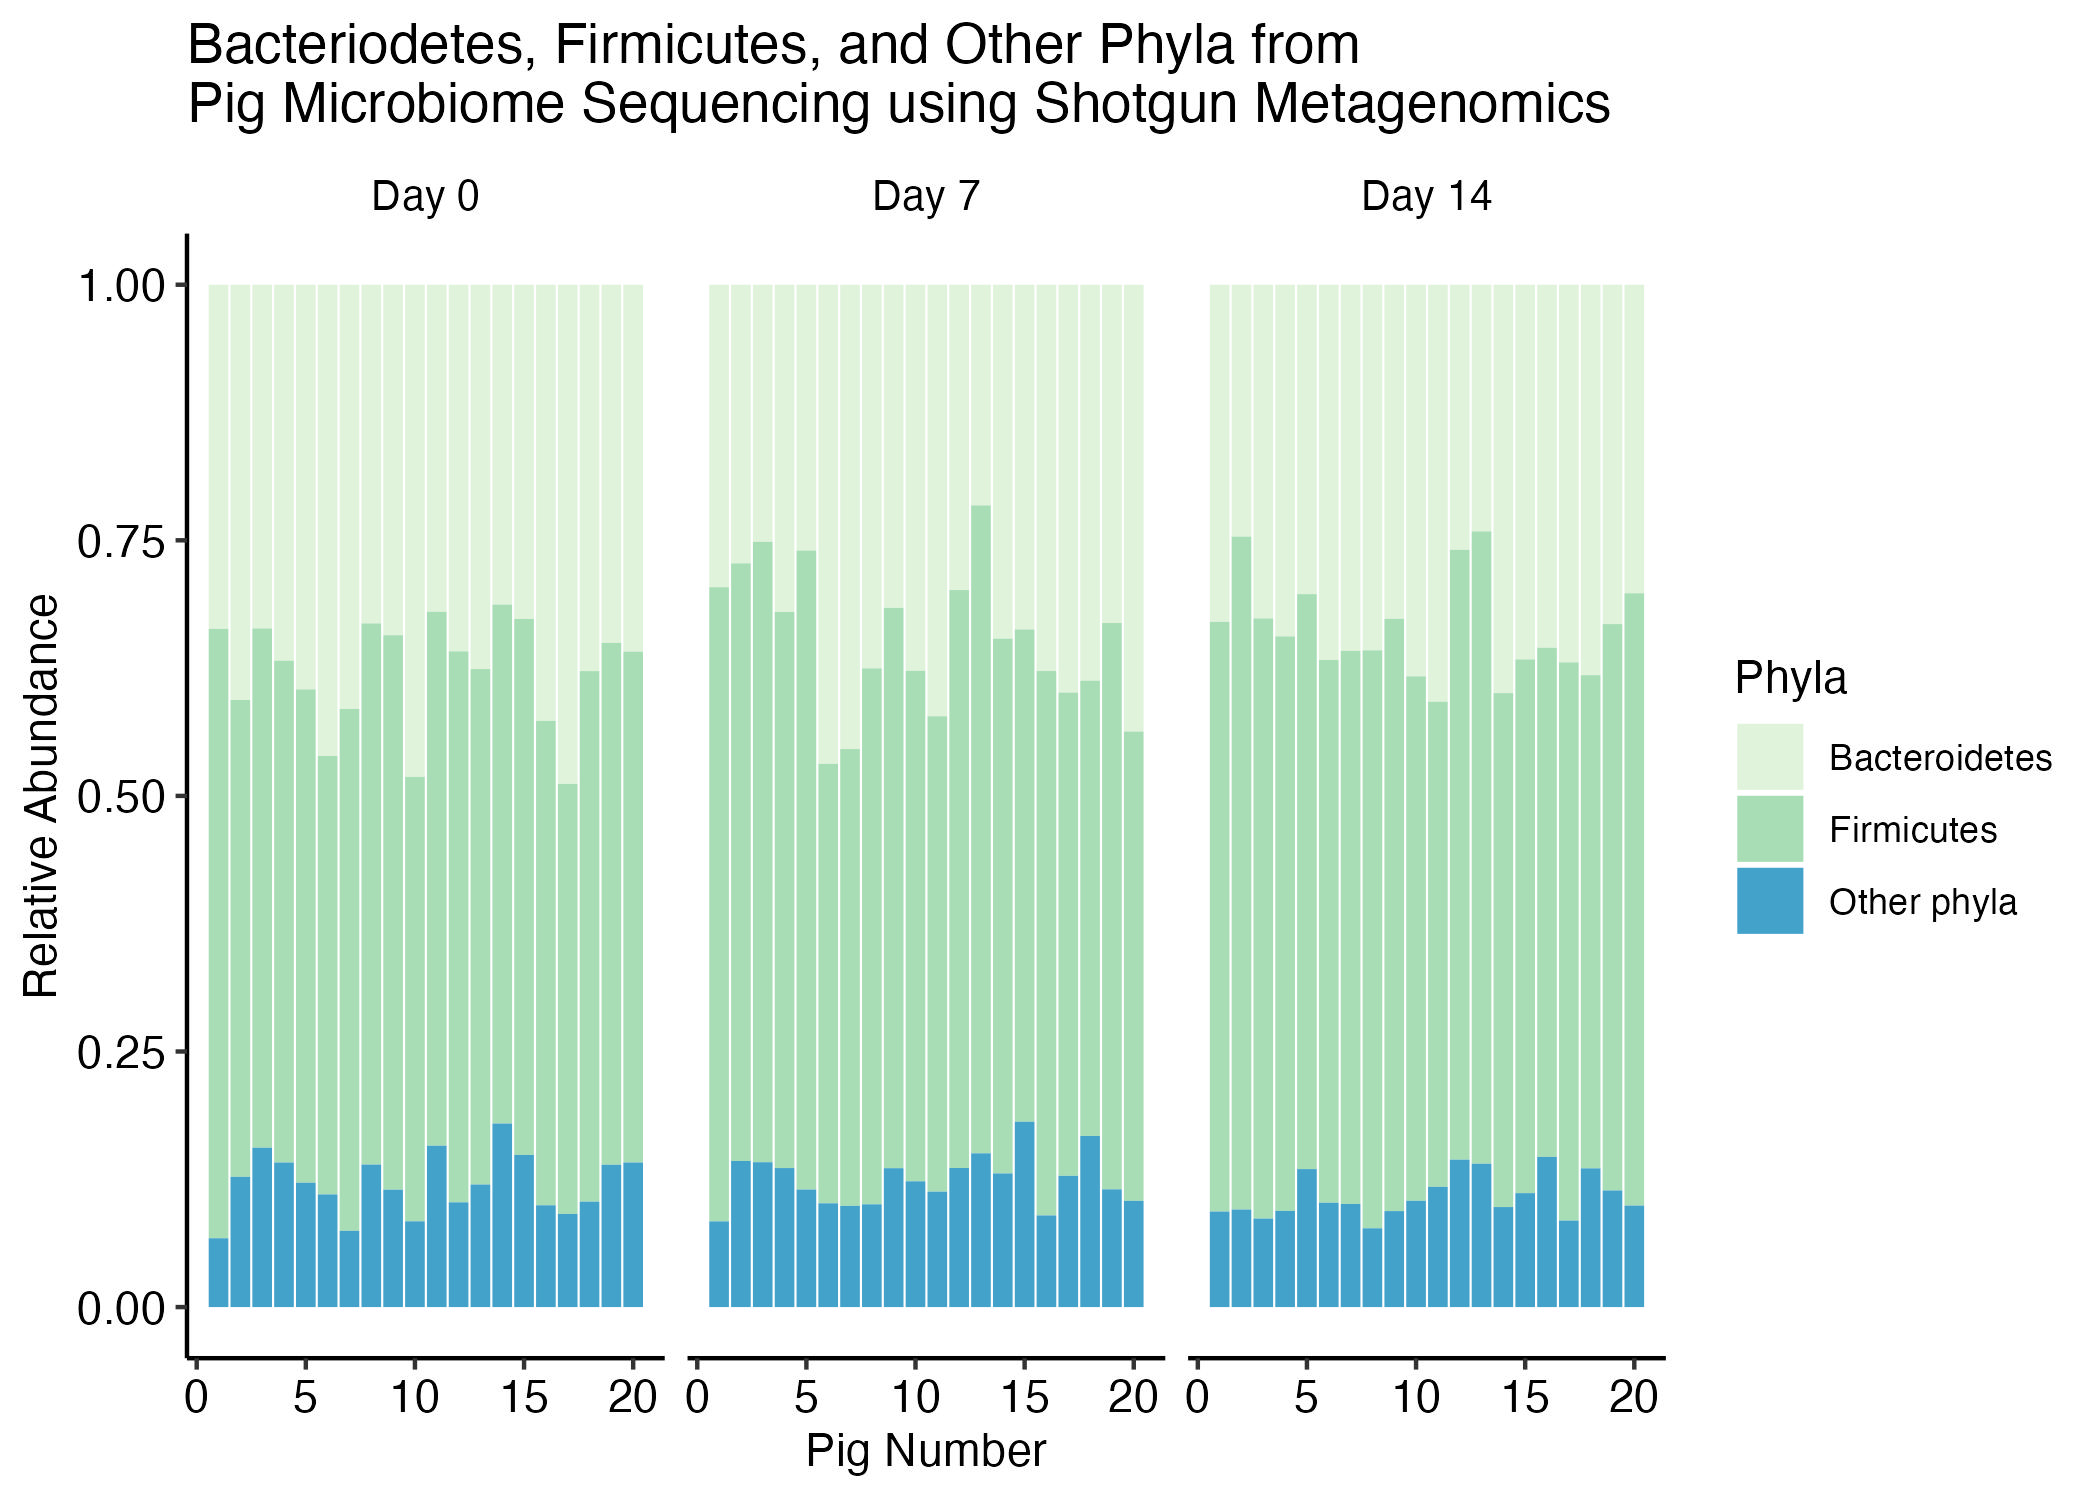 Bacteriodetes, Firmicutes, and Other Phyla from
Pig Microbiome Sequencing using Shotgun Metagenomics
Day 0
Day 7
Day 14
Relative Abundance
1.00
0.75
0.50
0.25
0.00
0 5 10 15 20
0 5 10 15 20
0 5 10 15 20
Pig Number
Phyla
Bacteroidetes
Firmicutes
Other phyla